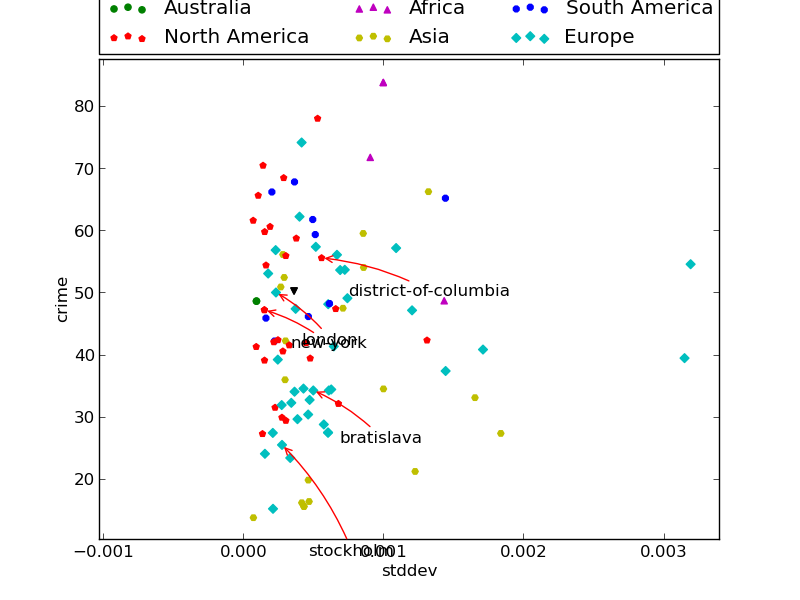 Australia Africa South America
North America Asia Europe
80
70
60
50
40
30
20
crime
district-of-columbia
london
new-york
bratislava
stockholm
−0.001 0.000 0.001 0.002 0.003
stddev